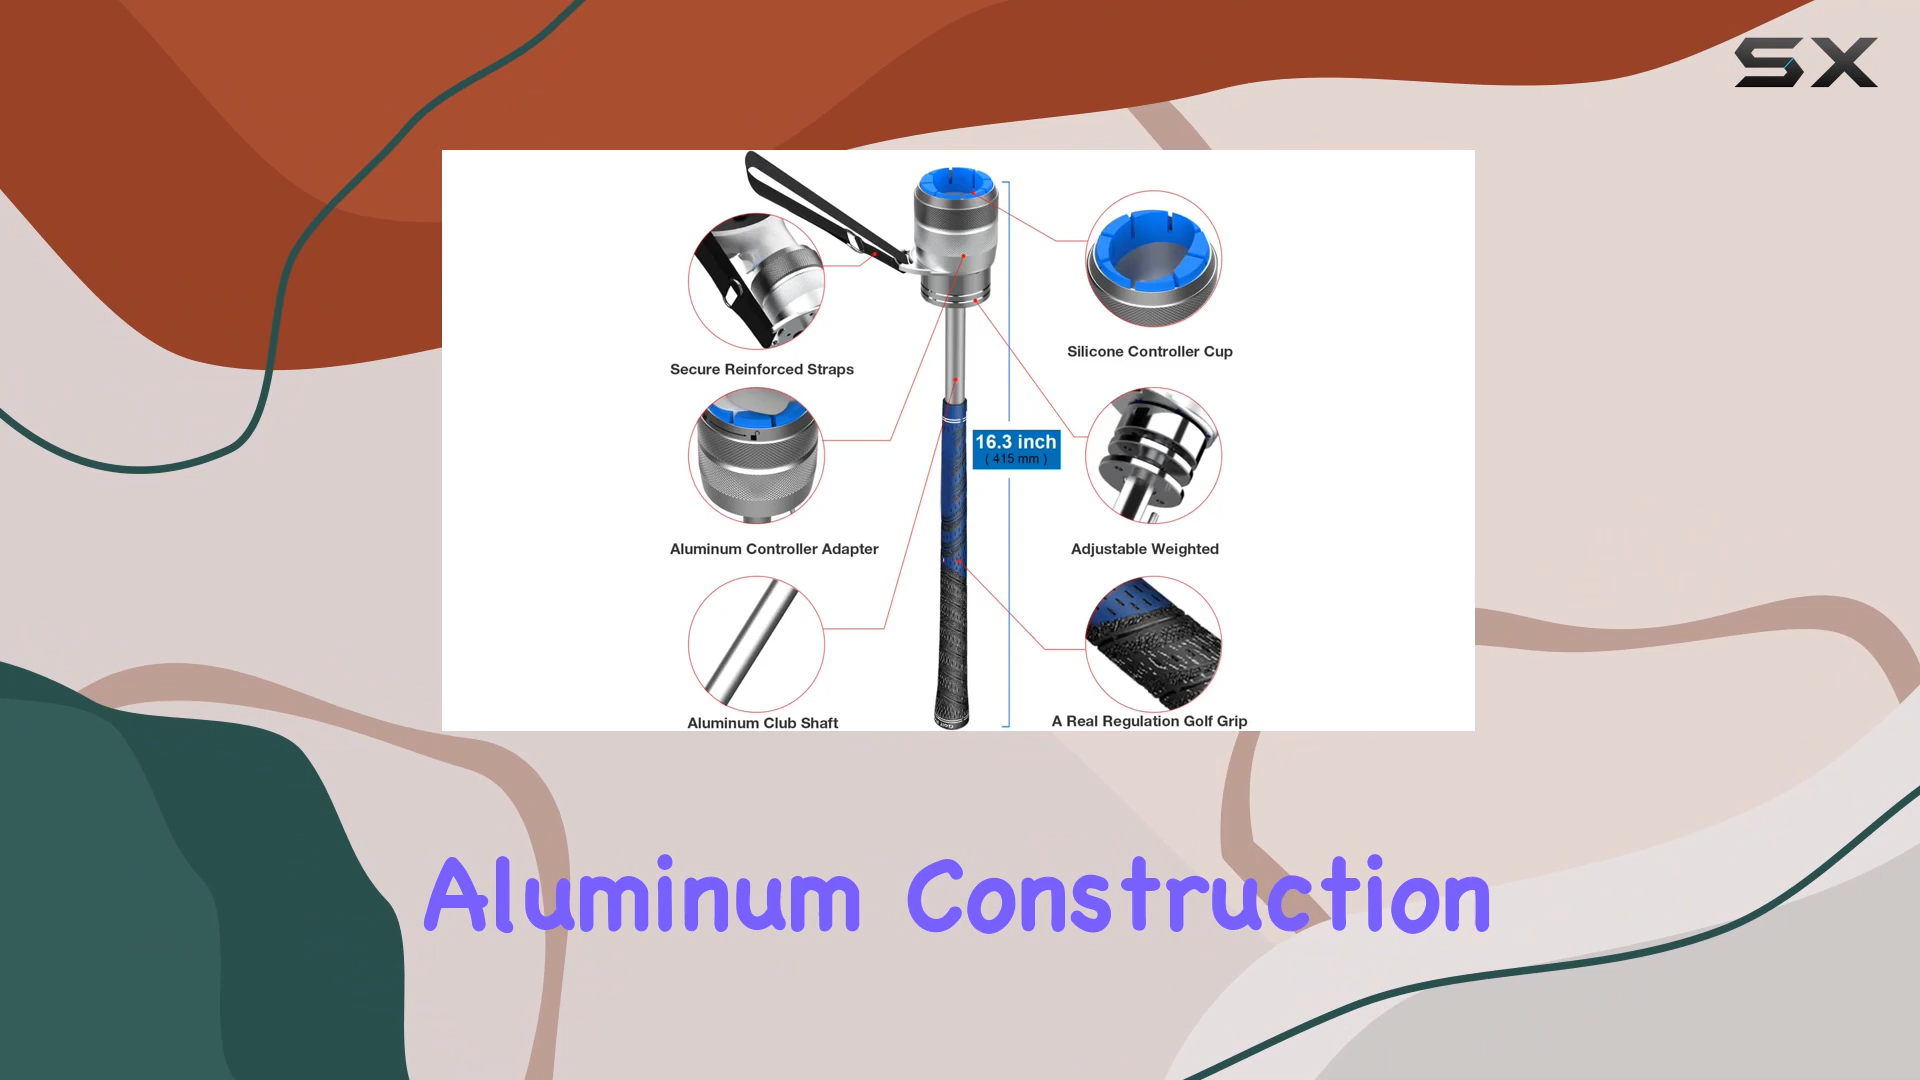 SX
Secure Reinforced Straps
Silicone Controller Cup
16.3 inch
( 415 mm )
Aluminum Controller Adapter
Adjustable Weighted
Aluminum Club Shaft
A Real Regulation Golf Grip
Aluminum Construction